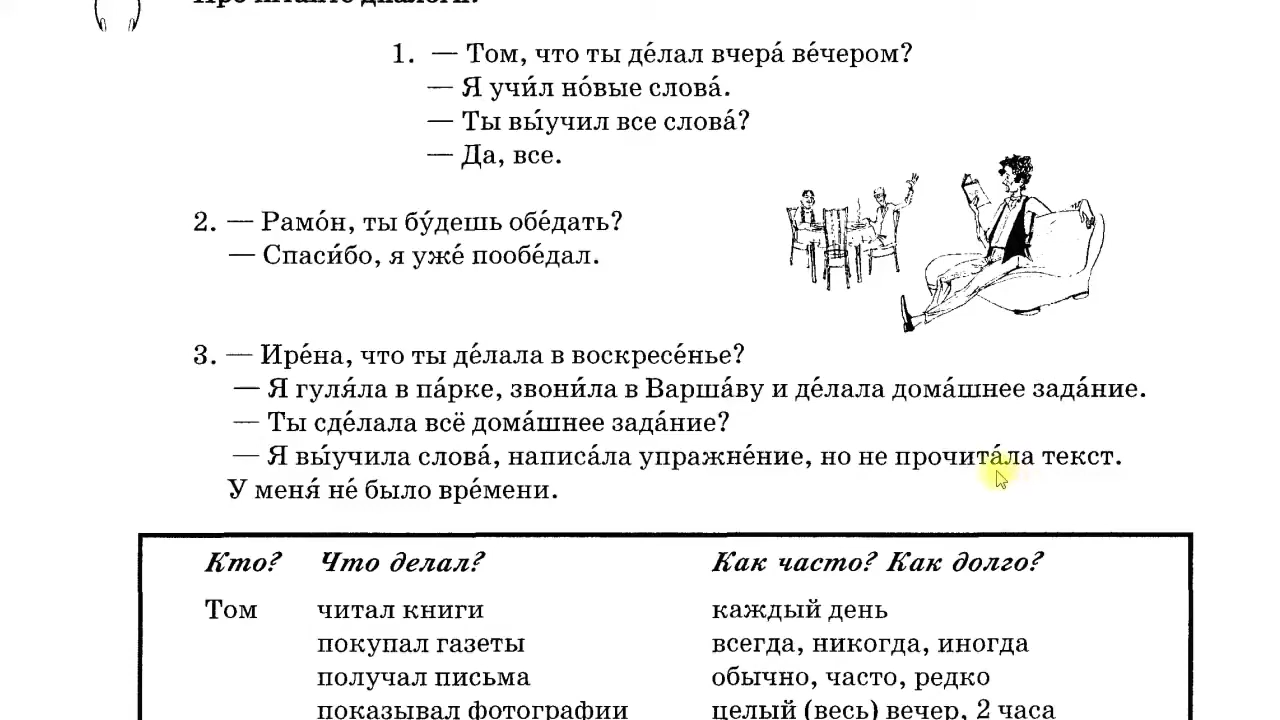 Прочитайте диалоги.
1. — Том, что ты де́лал вчера́ ве́чером?
— Я учи́л но́вые слова́.
— Ты вы́учил все слова́?
— Да, все.
2. — Рамо́н, ты бу́дешь обе́дать?
— Спаси́бо, я уже́ пообе́дал.
3. — Ире́на, что ты де́лала в воскресе́нье?
— Я гуля́ла в па́рке, звони́ла в Варша́ву и де́лала дома́шнее зада́ние.
— Ты сде́лала всё дома́шнее зада́ние?
— Я вы́учила слова́, написа́ла упражне́ние, но не прочита́ла текст.
У меня́ не́ было вре́мени.
Кто? Что делал? Как часто? Как долго?
Том читал книги каждый день
покупал газеты всегда, никогда, иногда
получал письма обычно, часто, редко
показывал фотографии целый (весь) вечер, 2 часа